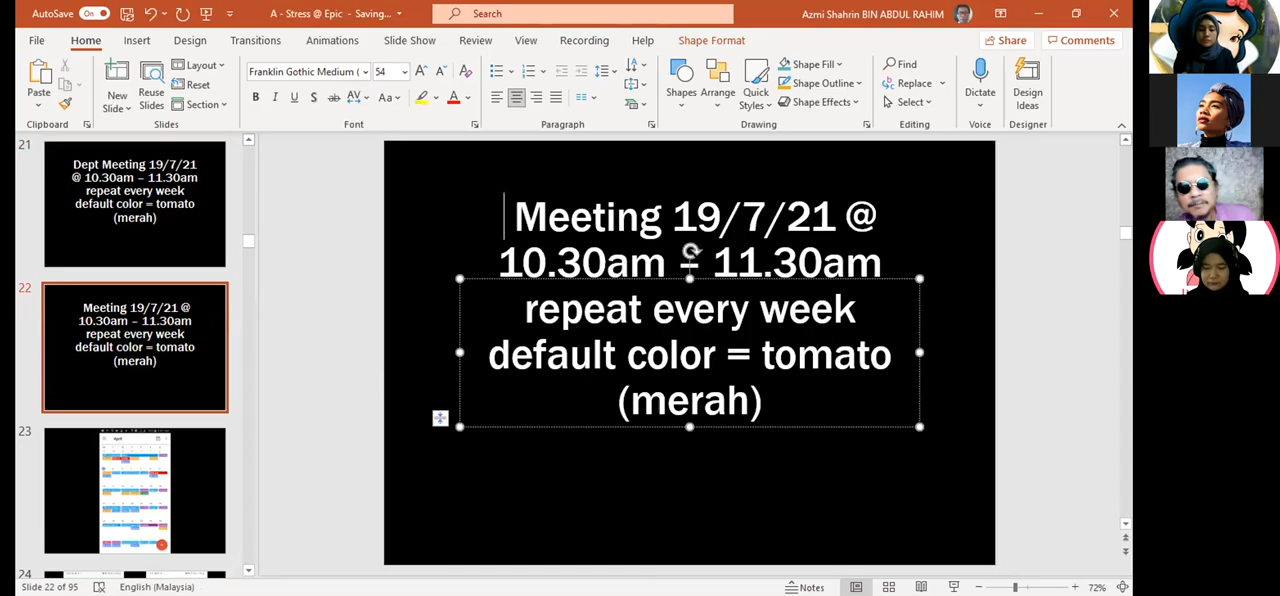 AutoSave On A - Stress @ Epic - Saving... Search Azmi Shahrin BIN ABDUL RAHIM
File Home Insert Design Transitions Animations Slide Show Review View Recording Help Shape Format Share Comments
Paste
New Slide
Reuse Slides
Layout
Reset
Section
Franklin Gothic Medium ( 54
B I U S ab AV Aa A
Shapes Arrange Quick Styles
Shape Fill
Shape Outline
Shape Effects
Find
Replace
Select
Dictate
Design Ideas
Clipboard Slides Font Paragraph Drawing Editing Voice Designer
21
Dept Meeting 19/7/21
@ 10.30am – 11.30am
repeat every week
default color = tomato
(merah)
22
Meeting 19/7/21 @
10.30am – 11.30am
repeat every week
default color = tomato
(merah)
23
April
24
Meeting 19/7/21 @
10.30am – 11.30am
repeat every week
default color = tomato
(merah)
Slide 22 of 95 English (Malaysia) Notes 72%